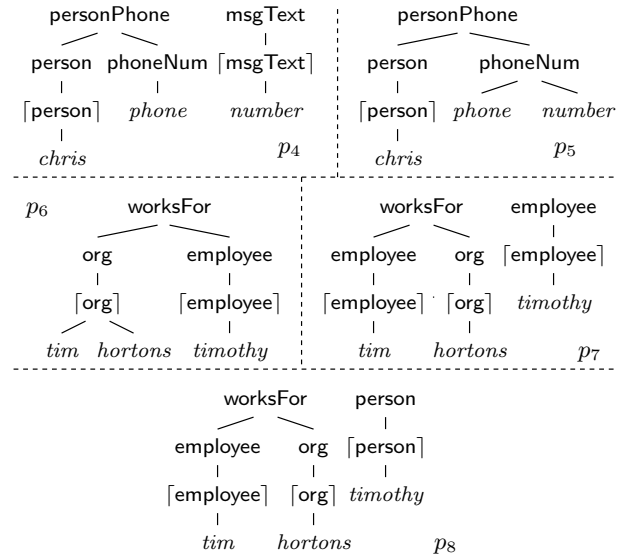 personPhone msgText personPhone
person phoneNum ⌈msgText⌉ person phoneNum
⌈person⌉ phone number ⌈person⌉ phone number
chris p4 chris p5
p6 worksFor worksFor employee
org employee employee org ⌈employee⌉
⌈org⌉ ⌈employee⌉ ⌈employee⌉ ⌈org⌉ timothy
tim hortons timothy tim hortons p7
worksFor person
employee org ⌈person⌉
⌈employee⌉ ⌈org⌉ timothy
tim hortons p8